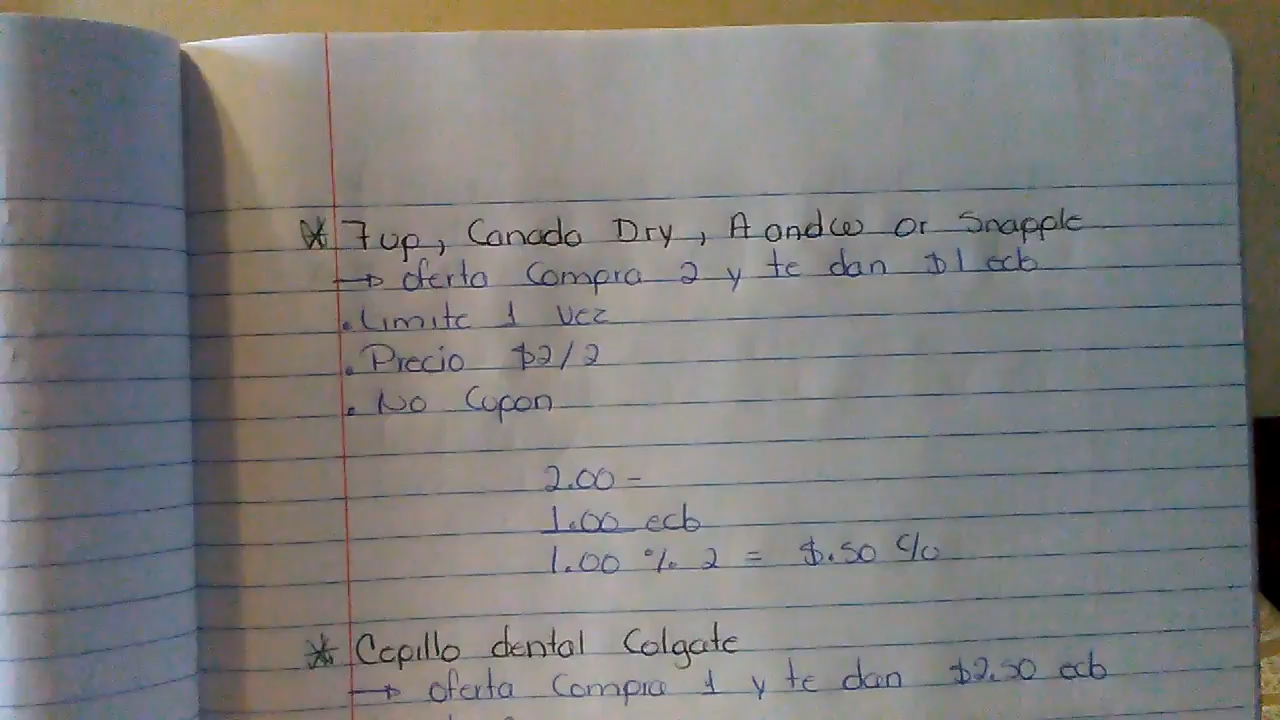 * 7up, Canada Dry, A and w or Snapple
→ oferta Compra 2 y te dan $1 ecb
. Limite 1 vez
. Precio $2/2
. No Cupon
2.00 -
1.00 ecb
1.00 % 2 = $.50 c/u
* Cepillo dental Colgate
→ oferta Compra 1 y te dan $2.50 ecb